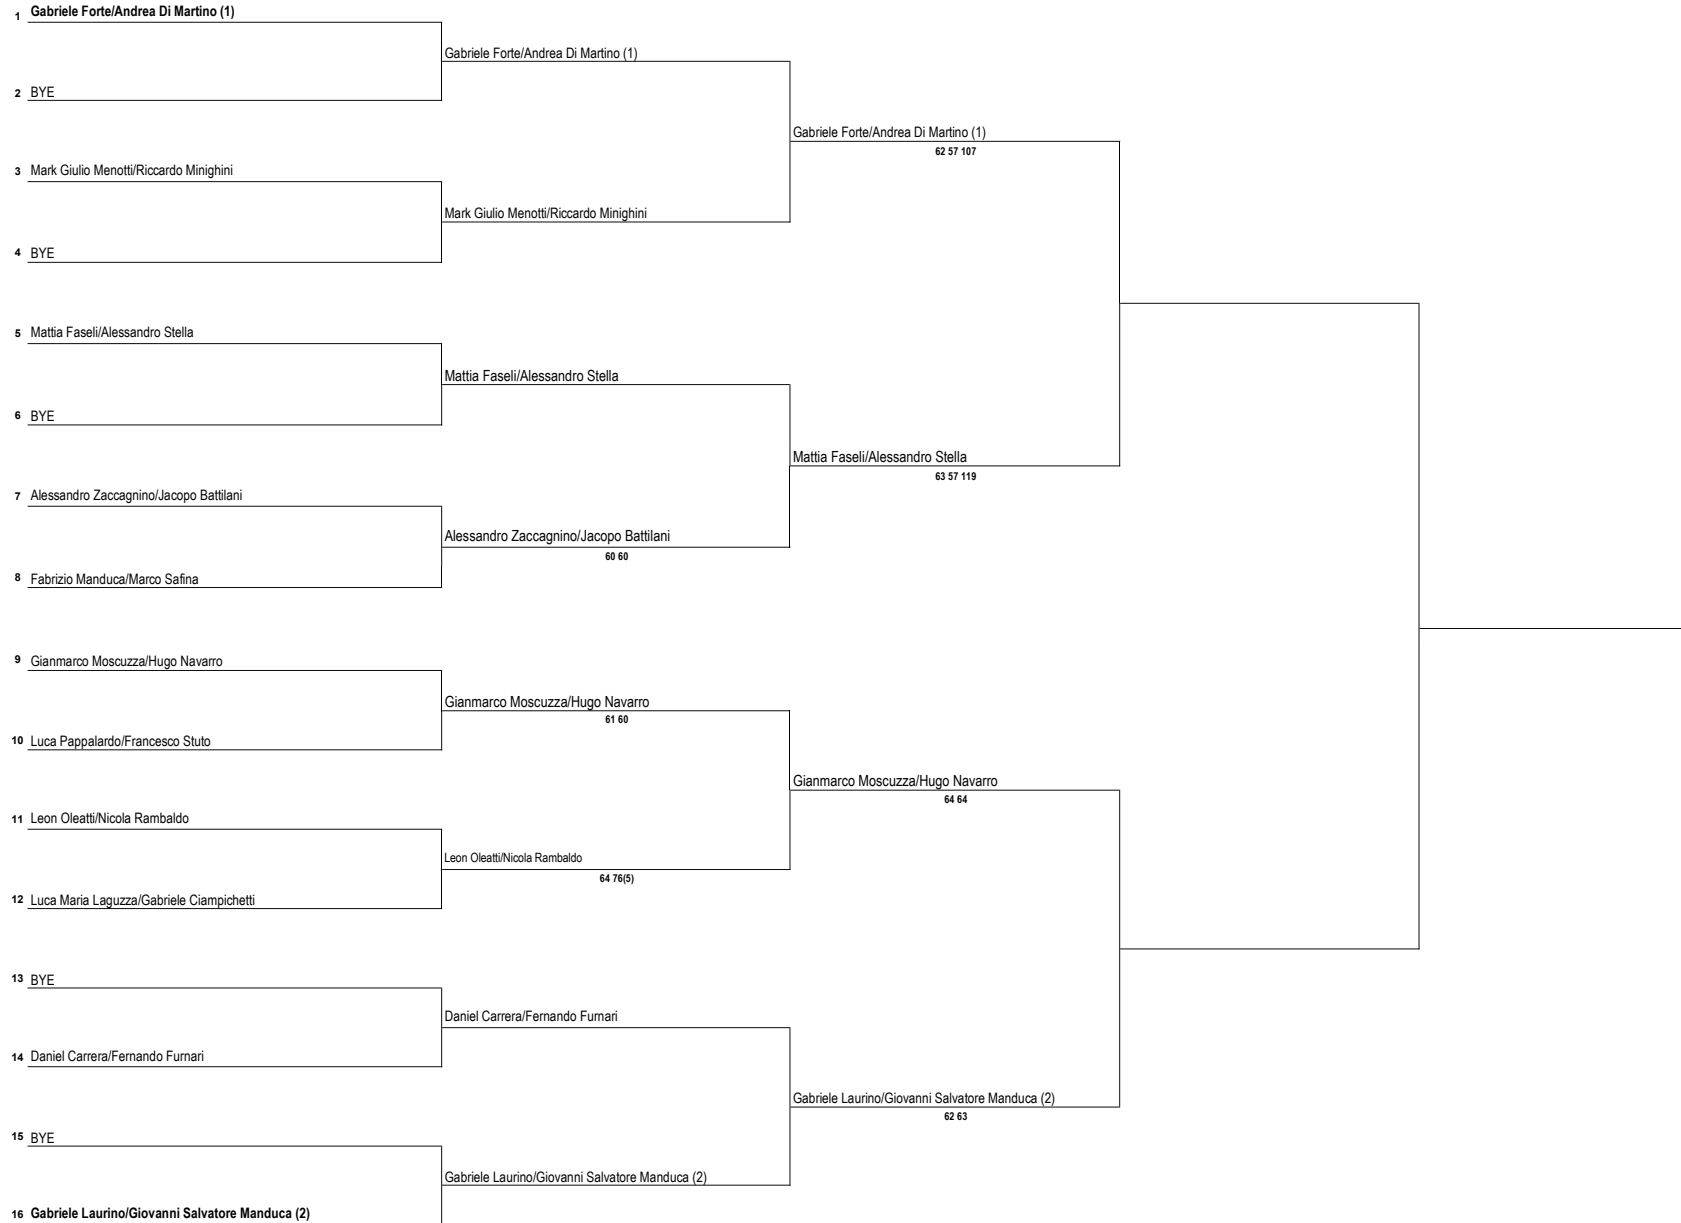 1 Gabriele Forte/Andrea Di Martino (1)
Gabriele Forte/Andrea Di Martino (1)
2 BYE
Gabriele Forte/Andrea Di Martino (1)
62 57 107
3 Mark Giulio Menotti/Riccardo Minighini
Mark Giulio Menotti/Riccardo Minighini
4 BYE
5 Mattia Faseli/Alessandro Stella
Mattia Faseli/Alessandro Stella
6 BYE
Mattia Faseli/Alessandro Stella
63 57 119
7 Alessandro Zaccagnino/Jacopo Battilani
Alessandro Zaccagnino/Jacopo Battilani
60 60
8 Fabrizio Manduca/Marco Safina
9 Gianmarco Moscuzza/Hugo Navarro
Gianmarco Moscuzza/Hugo Navarro
61 60
10 Luca Pappalardo/Francesco Stuto
Gianmarco Moscuzza/Hugo Navarro
64 64
11 Leon Oleatti/Nicola Rambaldo
Leon Oleatti/Nicola Rambaldo
64 76(5)
12 Luca Maria Laguzza/Gabriele Ciampichetti
13 BYE
Daniel Carrera/Fernando Furnari
14 Daniel Carrera/Fernando Furnari
Gabriele Laurino/Giovanni Salvatore Manduca (2)
62 63
15 BYE
Gabriele Laurino/Giovanni Salvatore Manduca (2)
16 Gabriele Laurino/Giovanni Salvatore Manduca (2)